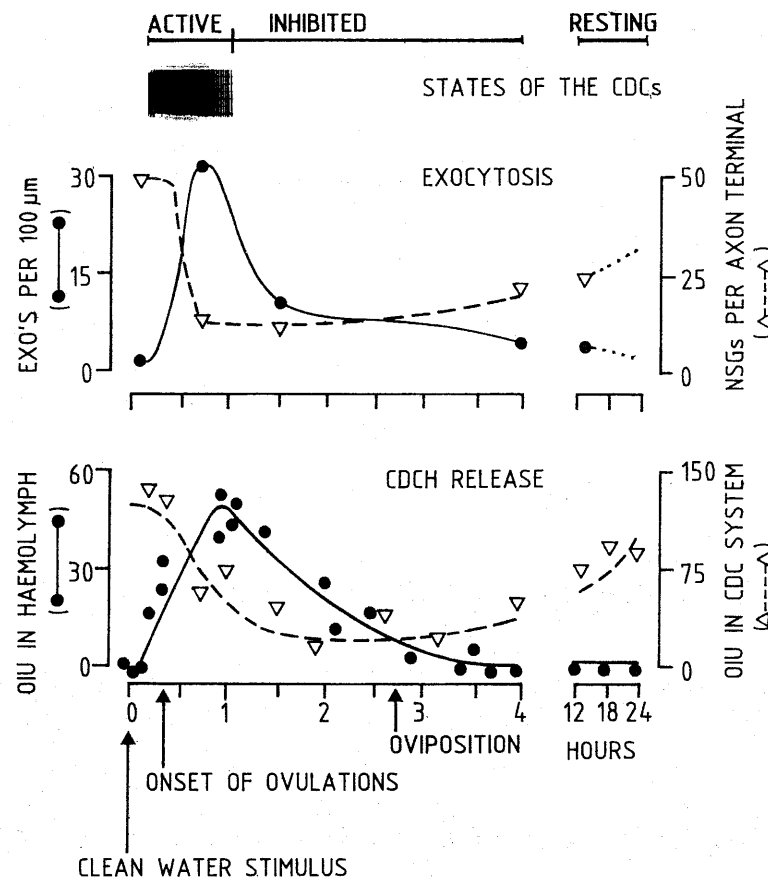 ACTIVE INHIBITED RESTING
STATES OF THE CDCs
EXOCYTOSIS
EXO'S PER 100 µm
30
15
0
NSGs PER AXON TERMINAL
50
25
0
CDCH RELEASE
OIU IN HAEMOLYMPH
60
30
0
OIU IN CDC SYSTEM
150
75
0
0 1 2 3 4 12 18 24
OVIPOSITION
HOURS
ONSET OF OVULATIONS
CLEAN WATER STIMULUS